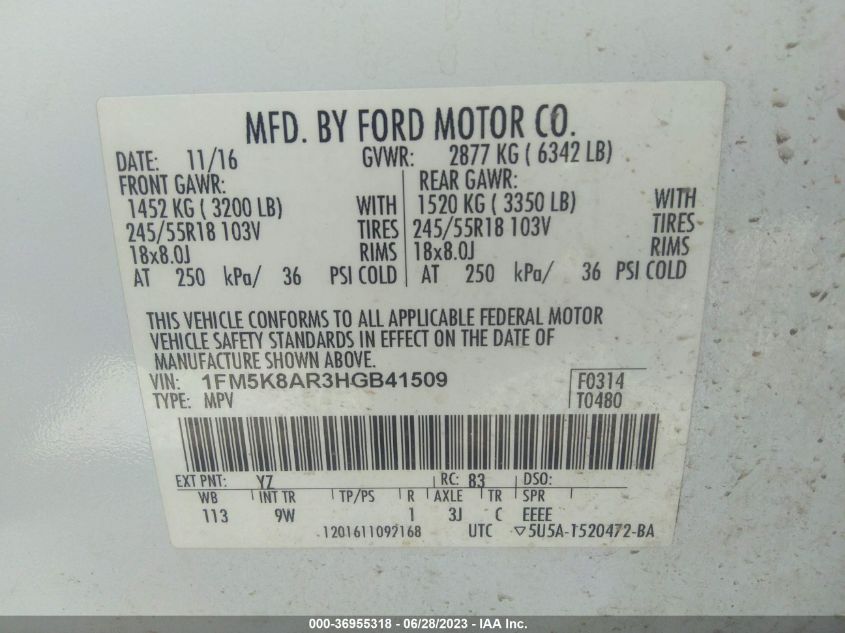 MFD. BY FORD MOTOR CO.
DATE: 11/16 GVWR: 2877 KG ( 6342 LB)
FRONT GAWR: REAR GAWR:
1452 KG ( 3200 LB) WITH 1520 KG ( 3350 LB) WITH
245/55R18 103V TIRES 245/55R18 103V TIRES
18x8.0J RIMS 18x8.0J RIMS
AT 250 kPa/ 36 PSI COLD AT 250 kPa/ 36 PSI COLD
THIS VEHICLE CONFORMS TO ALL APPLICABLE FEDERAL MOTOR
VEHICLE SAFETY STANDARDS IN EFFECT ON THE DATE OF
MANUFACTURE SHOWN ABOVE.
VIN: 1FM5K8AR3HGB41509 F0314
TYPE: MPV T0480
EXT PNT: YZ RC: 83 DSO:
WB INT TR TP/PS R AXLE TR SPR
113 9W 1 3J C EEEE
1201611092168 UTC ▽5U5A-1520472-BA
000-36955318 - 06/28/2023 - IAA Inc.